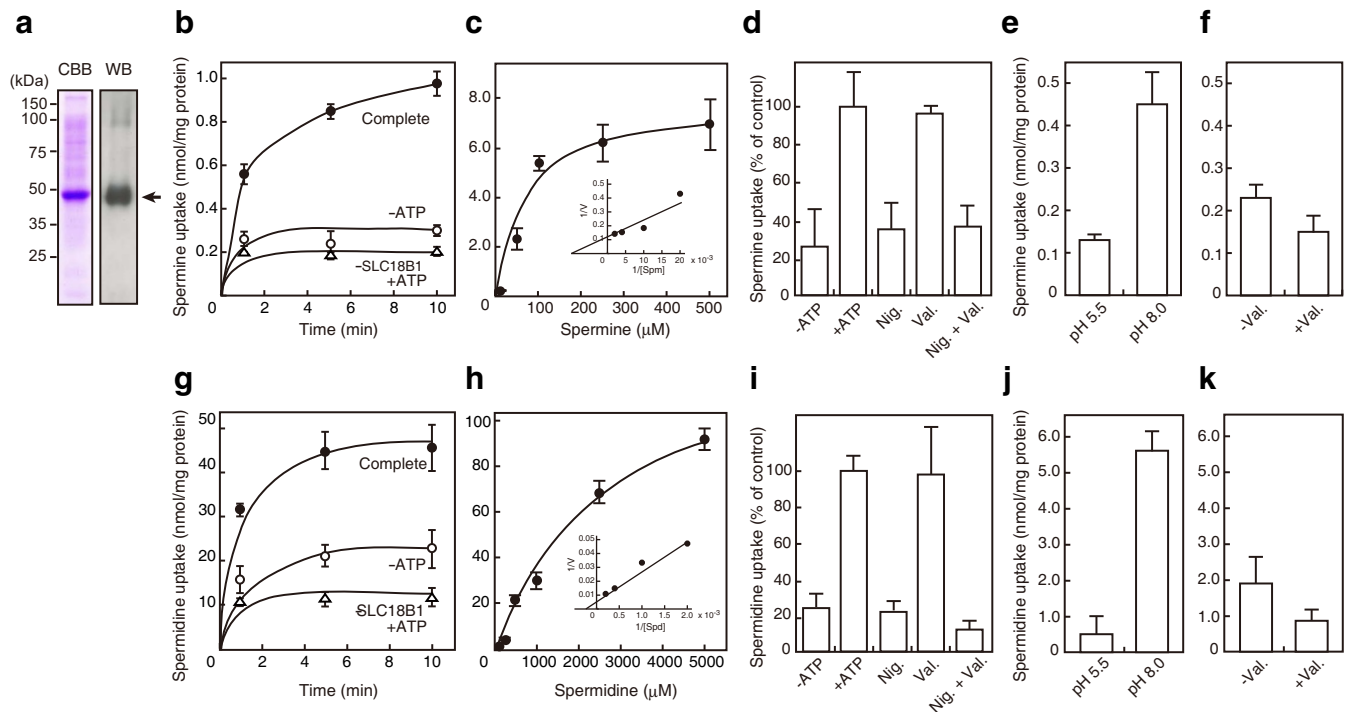 a
b
c
d
e
f
(kDa)
CBB
WB
150
100
75
50
35
25
Spermine uptake (nmol/mg protein)
1.0
0.8
0.6
0.4
0.2
0
2
4
6
8
10
Time (min)
Complete
–ATP
–SLC18B1
+ATP
8.0
6.0
4.0
2.0
0
100
200
300
400
500
Spermine (μM)
0.5
0.4
0.3
0.2
0.1
1/V
0
5
10
15
20
x 10-3
1/[Spm]
Spermine uptake (% of control)
100
80
60
40
20
0
-ATP
+ATP
Nig.
Val.
Nig. + Val.
Spermine uptake (nmol/mg protein)
0.5
0.4
0.3
0.2
0.1
0
pH 5.5
pH 8.0
0.5
0.4
0.3
0.2
0.1
0
-Val.
+Val.
g
h
i
j
k
Spermidine uptake (nmol/mg protein)
50
40
30
20
10
0
2
4
6
8
10
Time (min)
Complete
–ATP
–SLC18B1
+ATP
100
80
60
40
20
0
1000
2000
3000
4000
5000
Spermidine (μM)
0.05
0.04
0.03
0.02
0.01
1/V
0
0.5
1.0
1.5
2.0
x 10-3
1/[Spd]
Spermidine uptake (% of control)
100
80
60
40
20
0
-ATP
+ATP
Nig.
Val.
Nig. + Val.
Spermidine uptake (nmol/mg protein)
6.0
5.0
4.0
3.0
2.0
1.0
0
pH 5.5
pH 8.0
6.0
5.0
4.0
3.0
2.0
1.0
0
-Val.
+Val.